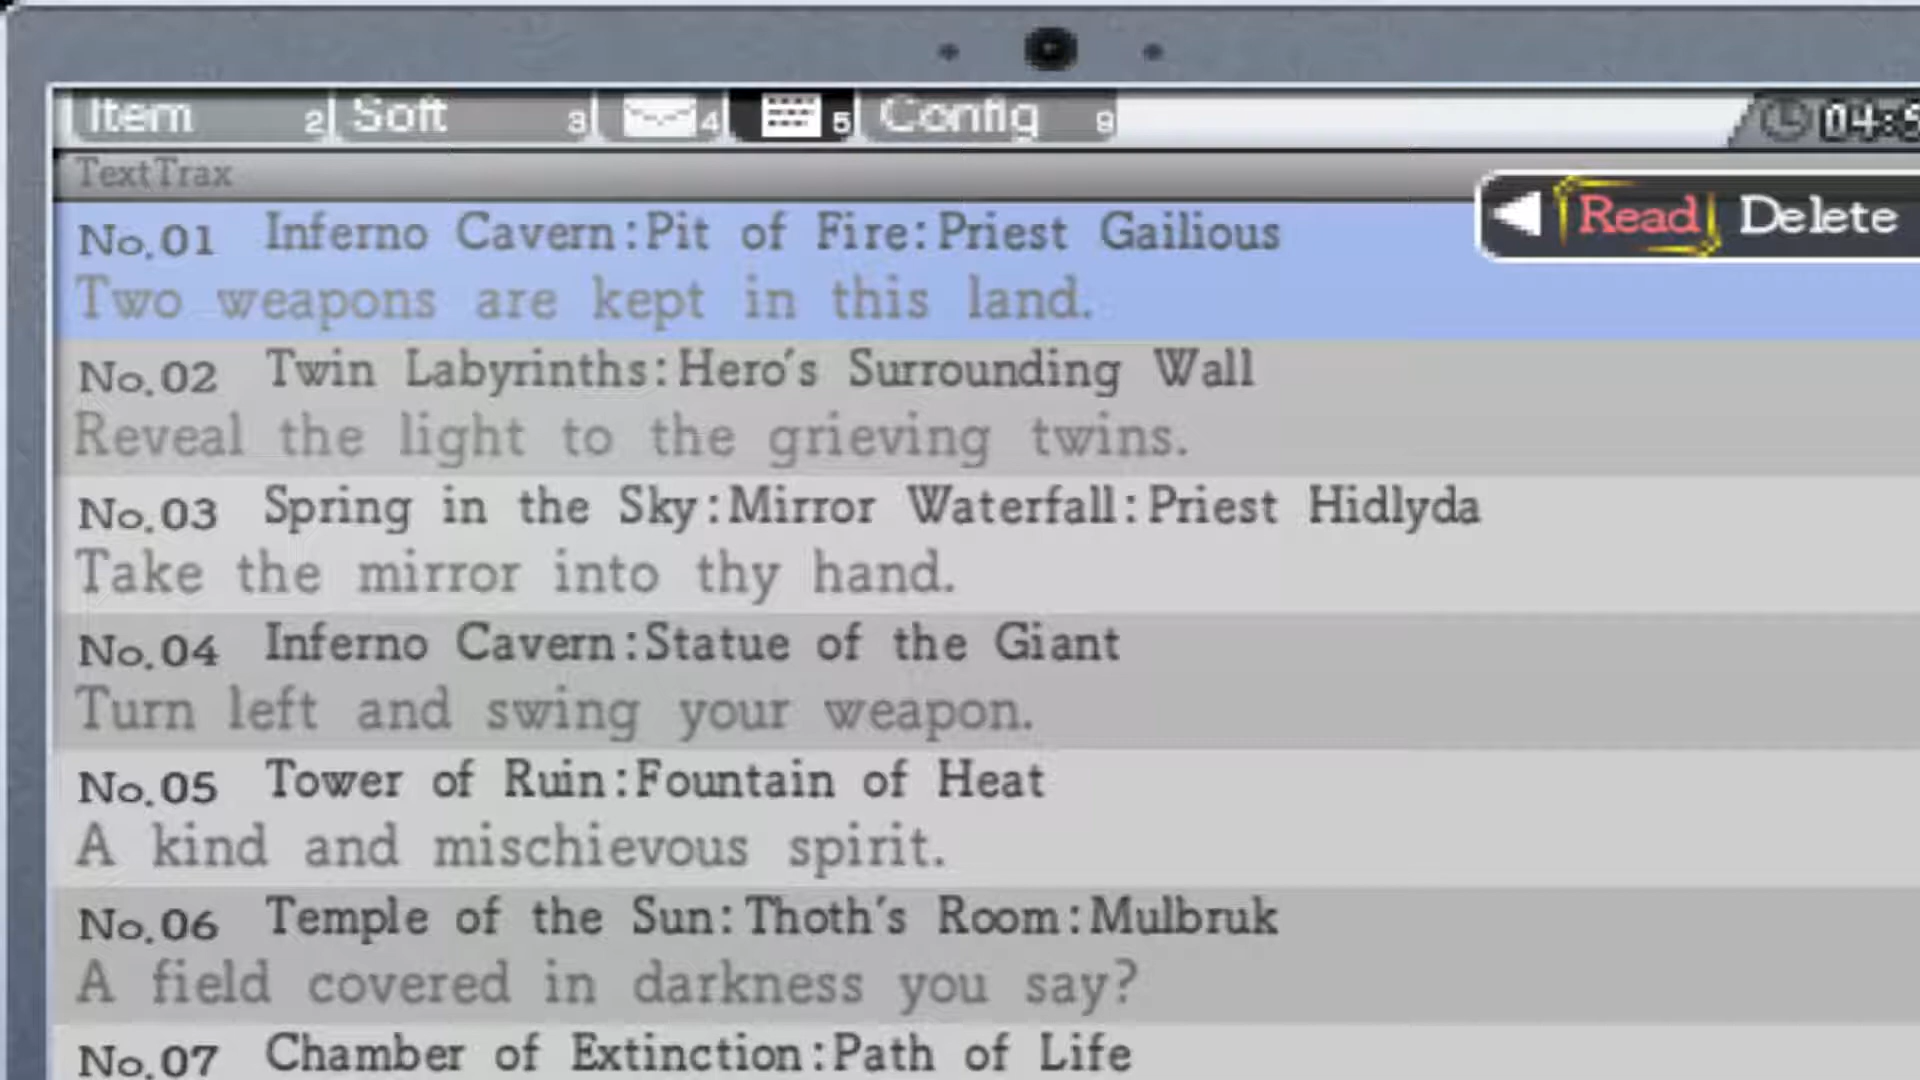 Item 2 Soft 3 4 5 Config 9
TextTrax
Read Delete
No.01 Inferno Cavern:Pit of Fire:Priest Gailious
Two weapons are kept in this land.
No.02 Twin Labyrinths:Hero's Surrounding Wall
Reveal the light to the grieving twins.
No.03 Spring in the Sky:Mirror Waterfall:Priest Hidlyda
Take the mirror into thy hand.
No.04 Inferno Cavern:Statue of the Giant
Turn left and swing your weapon.
No.05 Tower of Ruin:Fountain of Heat
A kind and mischievous spirit.
No.06 Temple of the Sun:Thoth's Room:Mulbruk
A field covered in darkness you say?
No.07 Chamber of Extinction:Path of Life